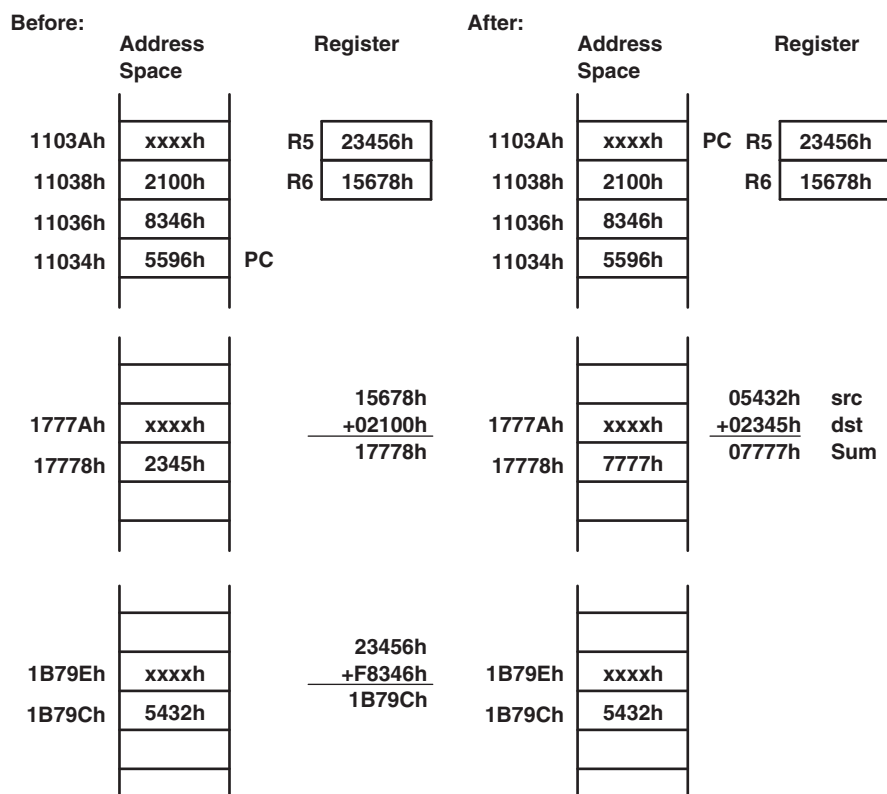 Before:
Address Space
Register
1103Ah xxxxh R5 23456h
11038h 2100h R6 15678h
11036h 8346h
11034h 5596h PC
15678h
1777Ah xxxxh +02100h
17778h 2345h 17778h
23456h
1B79Eh xxxxh +F8346h
1B79Ch 5432h 1B79Ch
After:
Address Space
Register
1103Ah xxxxh PC R5 23456h
11038h 2100h R6 15678h
11036h 8346h
11034h 5596h
05432h src
1777Ah xxxxh +02345h dst
17778h 7777h 07777h Sum
1B79Eh xxxxh
1B79Ch 5432h